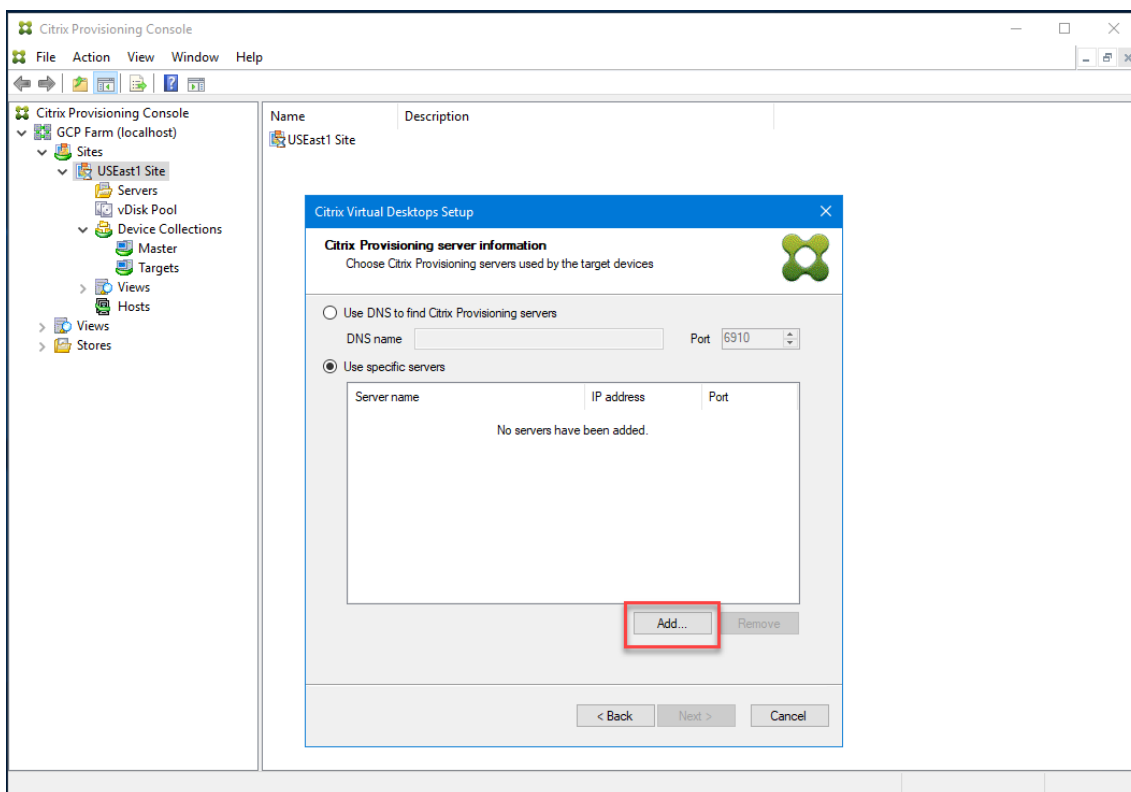 Citrix Provisioning Console
File Action View Window Help
Citrix Provisioning Console
GCP Farm (localhost)
Sites
USEast1 Site
Servers
vDisk Pool
Device Collections
Master
Targets
Views
Hosts
Views
Stores
Name Description
USEast1 Site
Citrix Virtual Desktops Setup
Citrix Provisioning server information
Choose Citrix Provisioning servers used by the target devices
Use DNS to find Citrix Provisioning servers
DNS name Port 6910
Use specific servers
Server name IP address Port
No servers have been added.
Add... Remove
< Back Next > Cancel